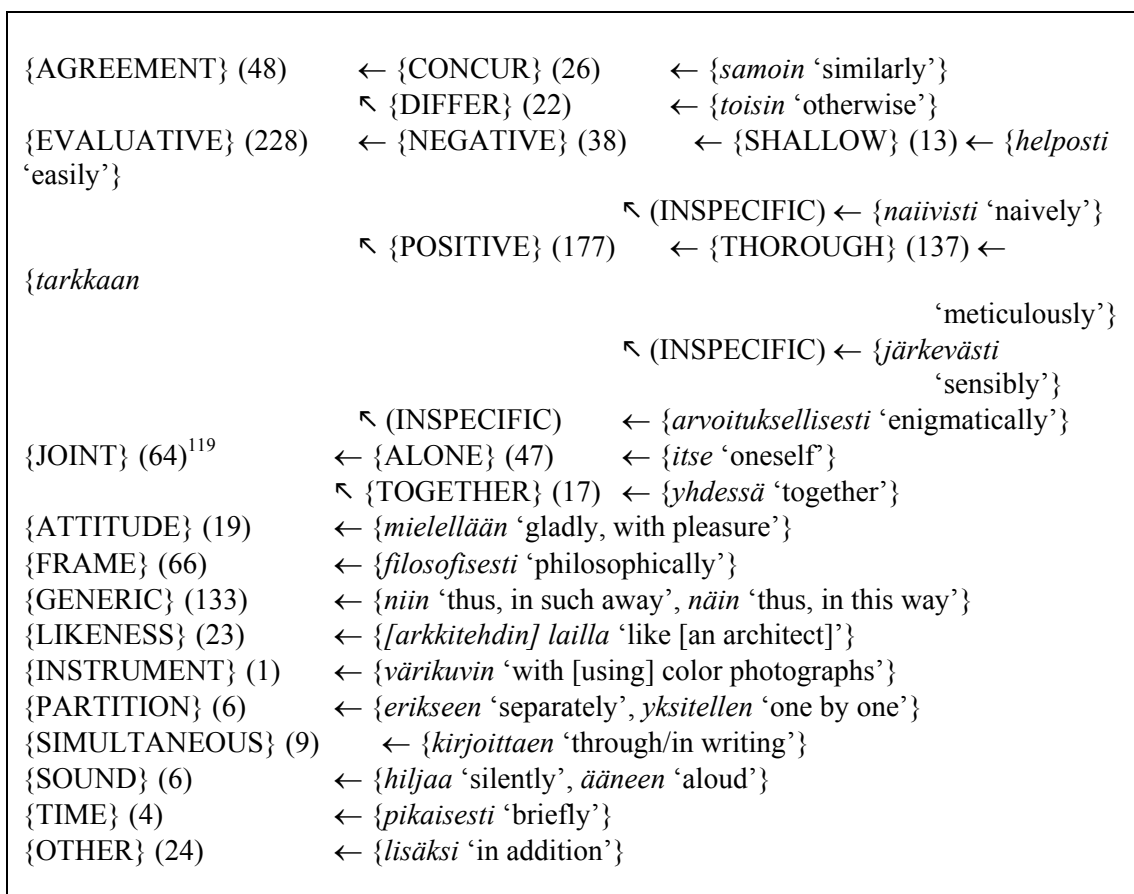 {AGREEMENT} (48) ← {CONCUR} (26) ← {samoin ‘similarly’}
↖ {DIFFER} (22) ← {toisin ‘otherwise’}
{EVALUATIVE} (228) ← {NEGATIVE} (38) ← {SHALLOW} (13) ← {helposti
‘easily’}
↖ (INSPECIFIC) ← {naiivisti ‘naively’}
↖ {POSITIVE} (177) ← {THOROUGH} (137) ←
{tarkkaan
‘meticulously’}
↖ (INSPECIFIC) ← {järkevästi
‘sensibly’}
↖ (INSPECIFIC) ← {arvoituksellisesti ‘enigmatically’}
{JOINT} (64)119 ← {ALONE} (47) ← {itse ‘oneself’}
↖ {TOGETHER} (17) ← {yhdessä ‘together’}
{ATTITUDE} (19) ← {mielellään ‘gladly, with pleasure’}
{FRAME} (66) ← {filosofisesti ‘philosophically’}
{GENERIC} (133) ← {niin ‘thus, in such away’, näin ‘thus, in this way’}
{LIKENESS} (23) ← {[arkkitehdin] lailla ‘like [an architect]’}
{INSTRUMENT} (1) ← {värikuvin ‘with [using] color photographs’}
{PARTITION} (6) ← {erikseen ‘separately’, yksitellen ‘one by one’}
{SIMULTANEOUS} (9) ← {kirjoittaen ‘through/in writing’}
{SOUND} (6) ← {hiljaa ‘silently’, ääneen ‘aloud’}
{TIME} (4) ← {pikaisesti ‘briefly’}
{OTHER} (24) ← {lisäksi ‘in addition’}